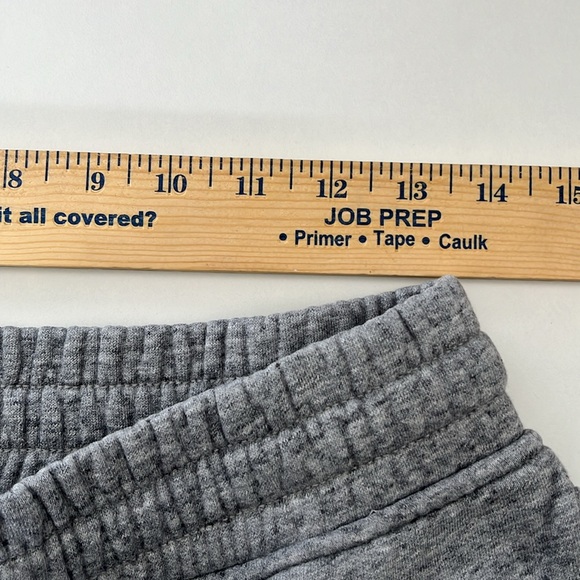 8 9 10 11 12 13 14 15
it all covered? JOB PREP
• Primer • Tape • Caulk